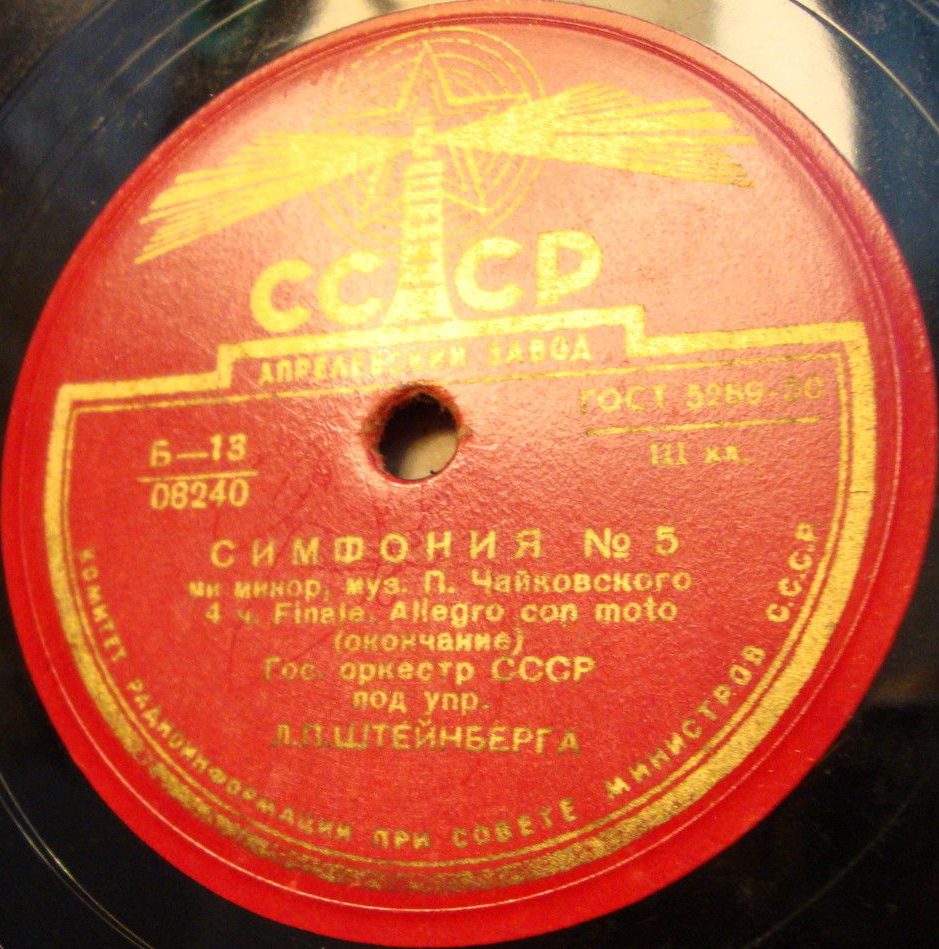 СССР
АПРЕЛЕВСКИЙ ЗАВОД
ГОСТ 5289-50
Б—13
08240
III кл.
СИМФОНИЯ № 5
ми минор, муз. П. Чайковского
4 ч. Finale. Allegro con moto
(окончание)
Гос. оркестр СССР
под упр.
Л.П.ШТЕЙНБЕРГА
КОМИТЕТ РАДИОИНФОРМАЦИИ ПРИ СОВЕТЕ МИНИСТРОВ С.С.С.Р.